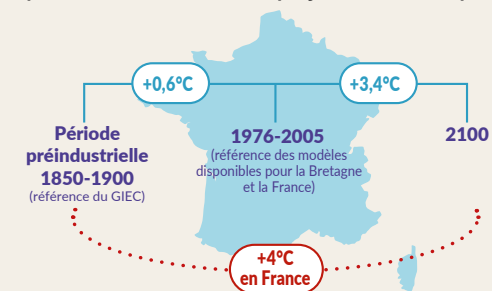 +0,6°C
+3,4°C
Période
préindustrielle
1850-1900
(référence du GIEC)
1976-2005
(référence des modèles
disponibles pour la Bretagne
et la France)
2100
+4°C
en France